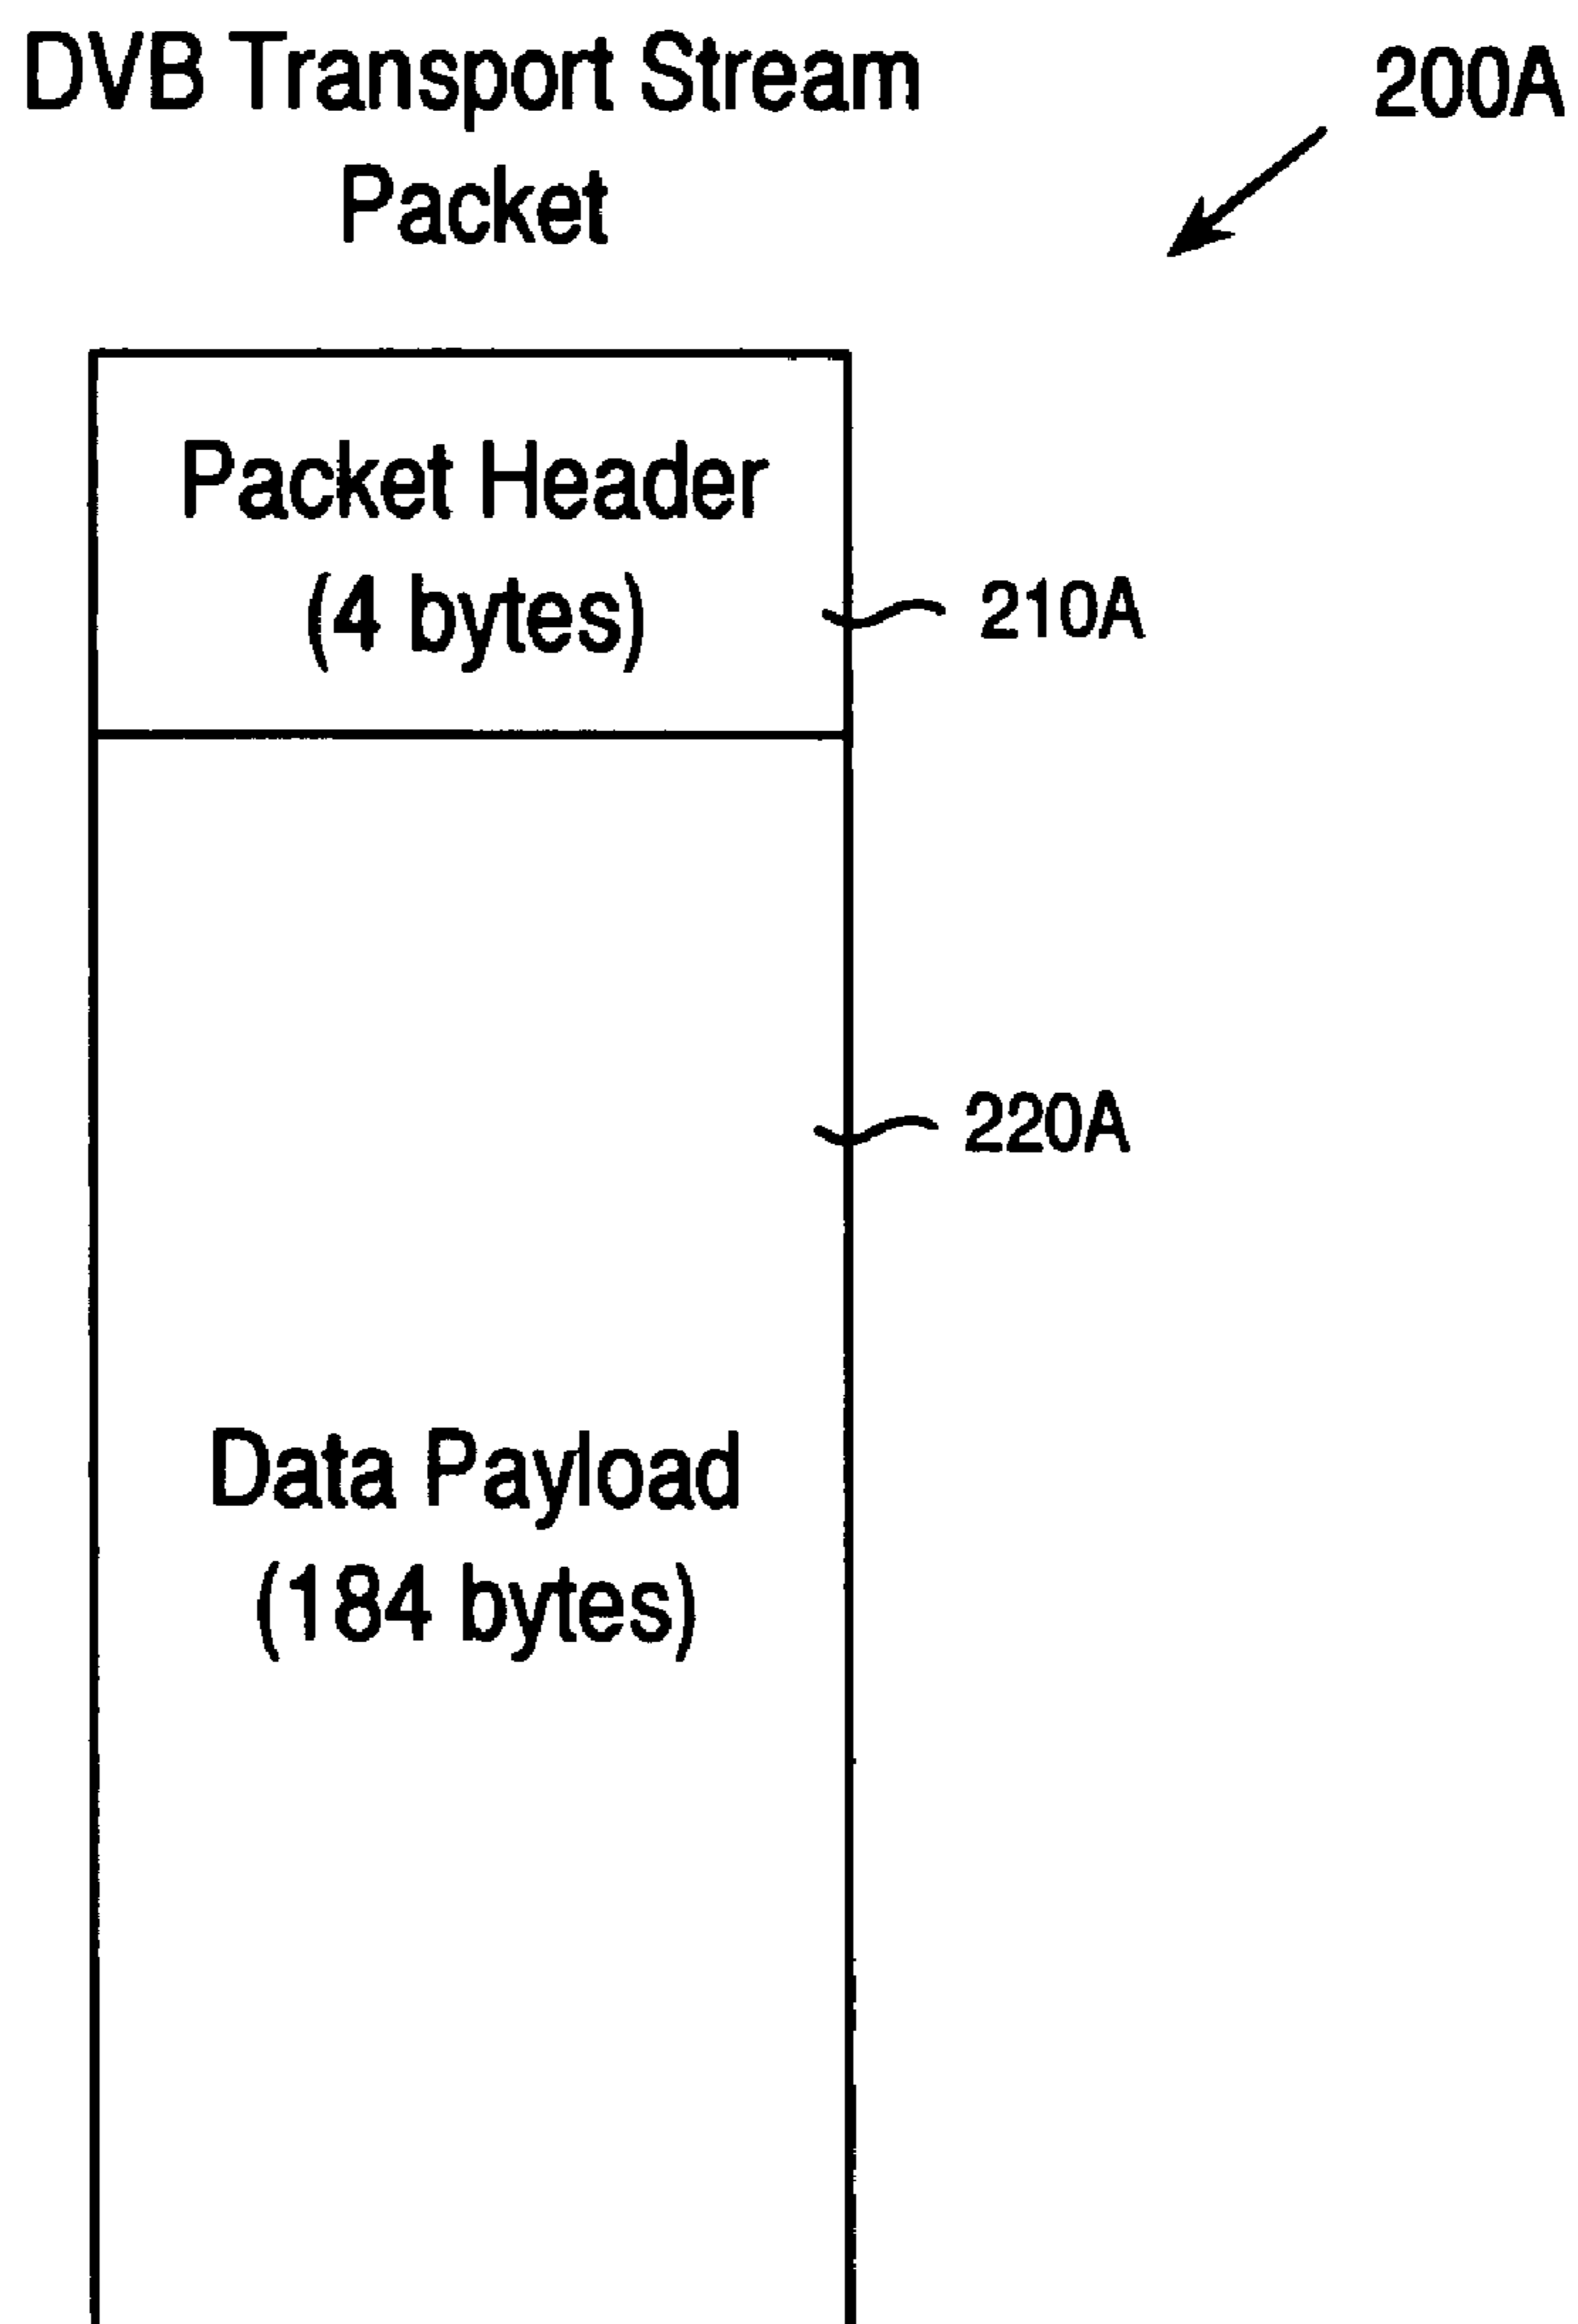 DVB Transport Stream
Packet
200A
Packet Header
(4 bytes)
210A
220A
Data Payload
(184 bytes)